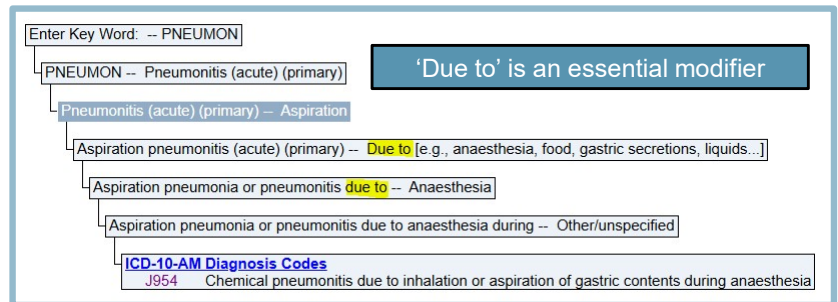 Enter Key Word: -- PNEUMON
'Due to' is an essential modifier
PNEUMON -- Pneumonitis (acute) (primary)
Pneumonitis (acute) (primary) -- Aspiration
Aspiration pneumonitis (acute) (primary) -- Due to [e.g., anaesthesia, food, gastric secretions, liquids...]
Aspiration pneumonia or pneumonitis due to -- Anaesthesia
Aspiration pneumonia or pneumonitis due to anaesthesia during -- Other/unspecified
ICD-10-AM Diagnosis Codes
J954 Chemical pneumonitis due to inhalation or aspiration of gastric contents during anaesthesia